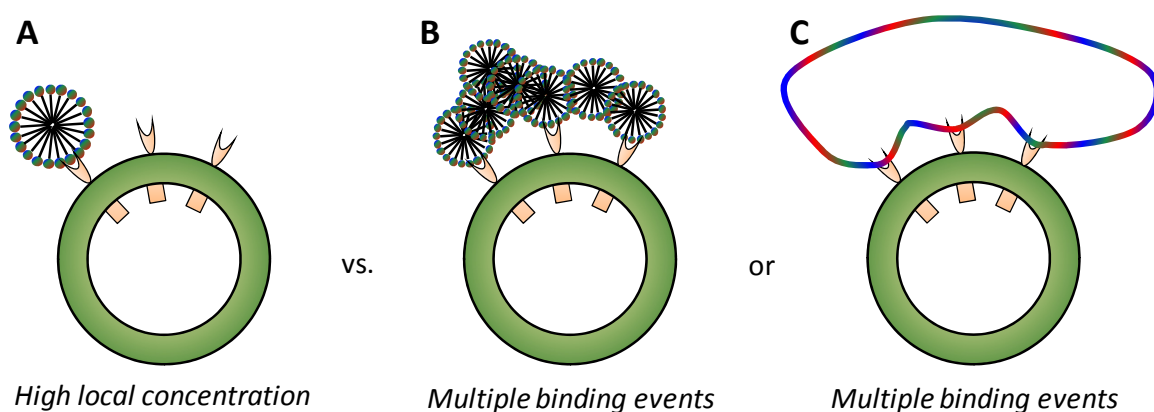 A
B
C
vs.
or
High local concentration
Multiple binding events
Multiple binding events